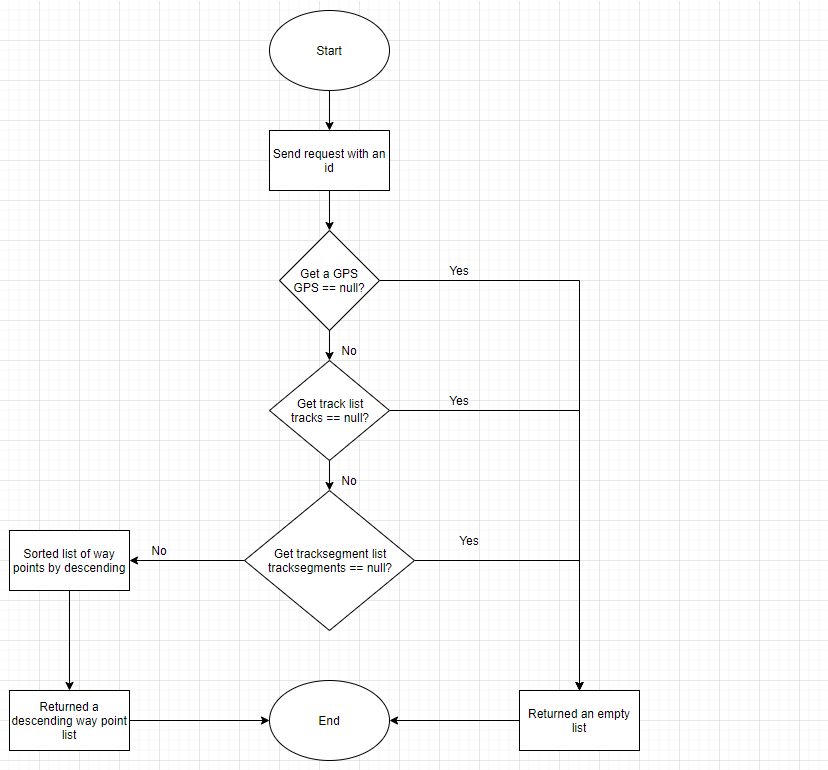 Start
Send request with an
id
Get a GPS
GPS == null?
Yes
No
Get track list
tracks == null?
Yes
No
Get tracksegment list
tracksegments == null?
Yes
No
Sorted list of way
points by descending
Returned a
descending way point
list
End
Returned an empty
list